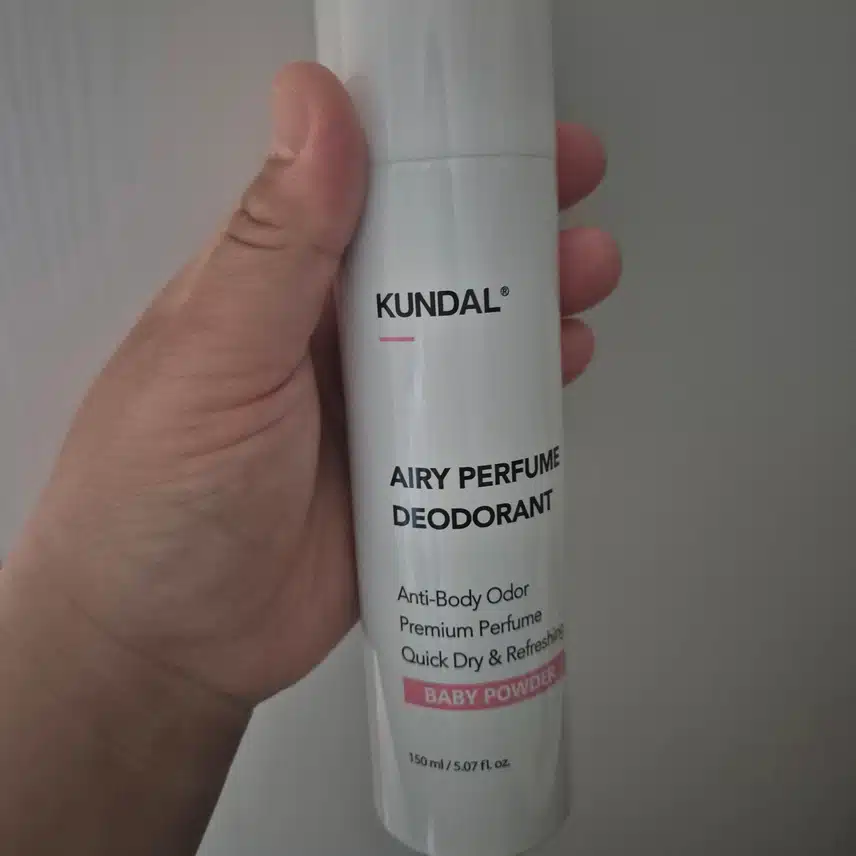 KUNDAL®
AIRY PERFUME
DEODORANT
Anti-Body Odor
Premium Perfume
Quick Dry & Refreshing
BABY POWDER
150 ml / 5.07 fl. oz.